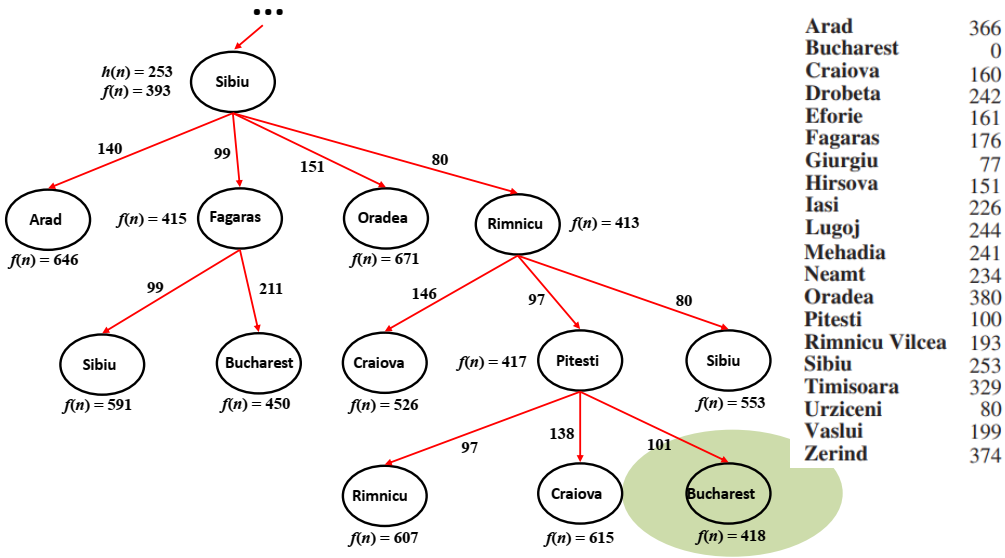 ...
h(n) = 253
f(n) = 393
Sibiu
140
99
151
80
Arad
f(n) = 415
Fagaras
Oradea
Rimnicu
f(n) = 413
f(n) = 646
f(n) = 671
99
211
146
97
80
Sibiu
Bucharest
Craiova
f(n) = 417
Pitesti
Sibiu
f(n) = 591
f(n) = 450
f(n) = 526
f(n) = 553
97
138
101
Rimnicu
Craiova
Bucharest
f(n) = 607
f(n) = 615
f(n) = 418
Arad 366
Bucharest 0
Craiova 160
Drobeta 242
Eforie 161
Fagaras 176
Giurgiu 77
Hirsova 151
Iasi 226
Lugoj 244
Mehadia 241
Neamt 234
Oradea 380
Pitesti 100
Rimnicu Vilcea 193
Sibiu 253
Timisoara 329
Urziceni 80
Vaslui 199
Zerind 374